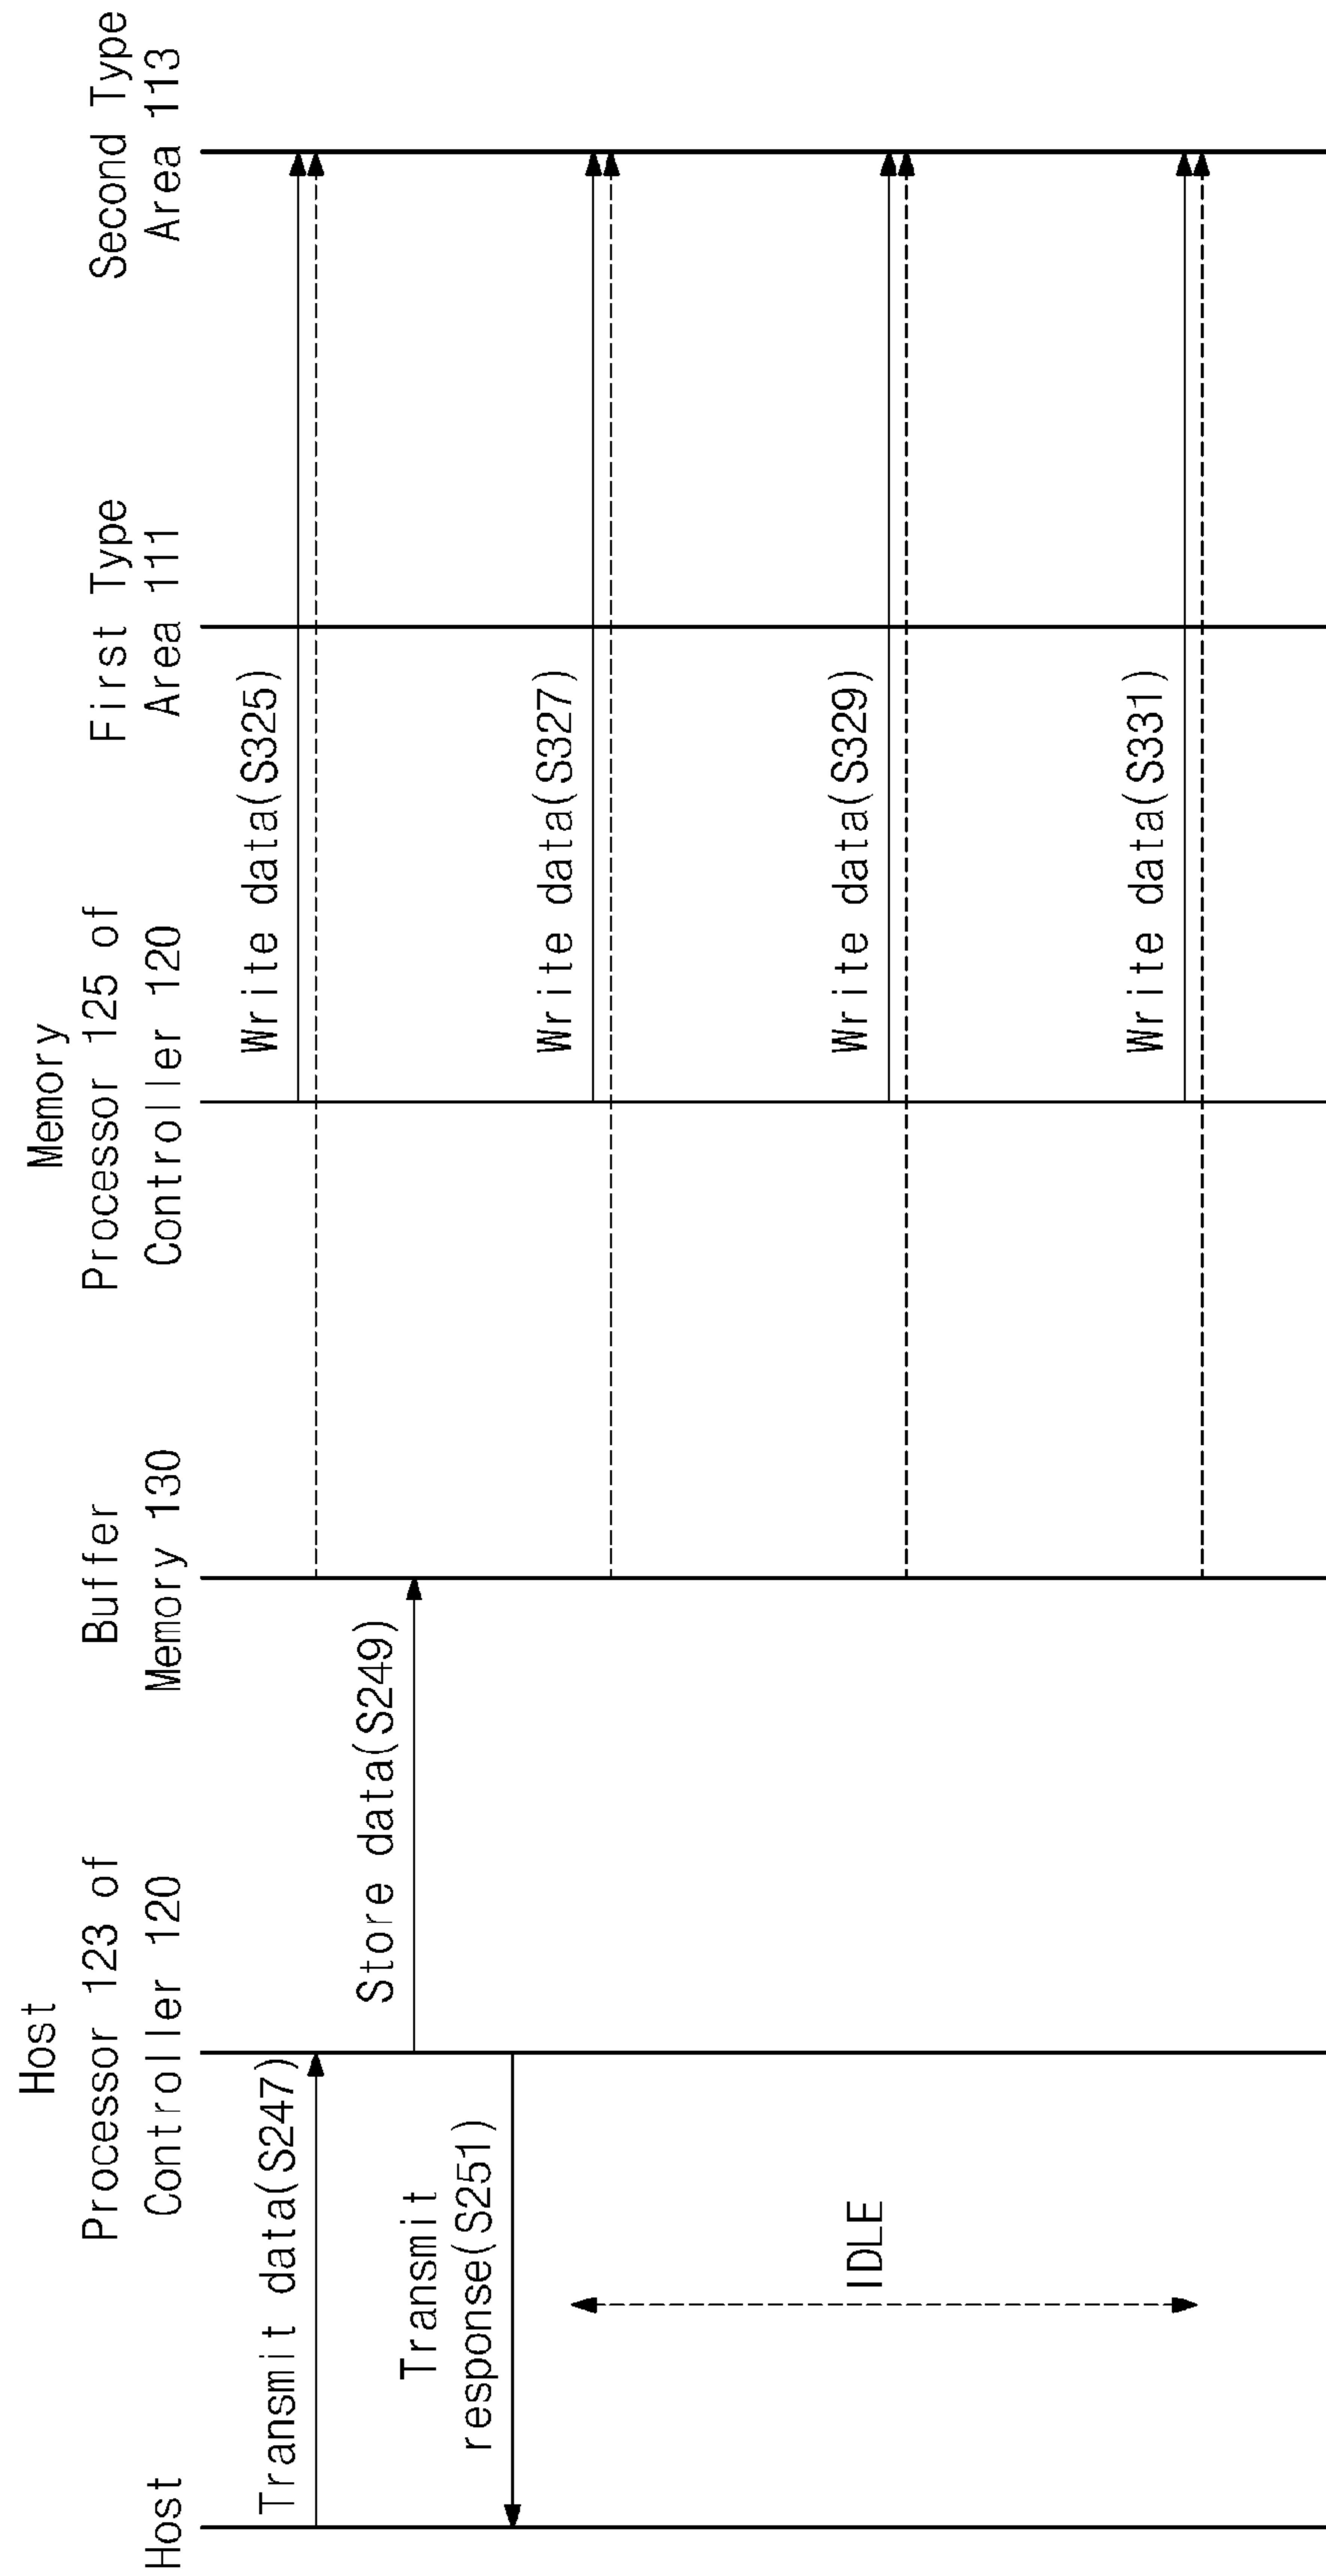 Host
Host
Processor 123 of
Controller 120
Buffer
Memory 130
Memory
Processor 125 of
Controller 120
First Type
Area 111
Second Type
Area 113
Transmit data(S247)
Write data(S325)
Store data(S249)
Transmit
response(S251)
Write data(S327)
IDLE
Write data(S329)
Write data(S331)